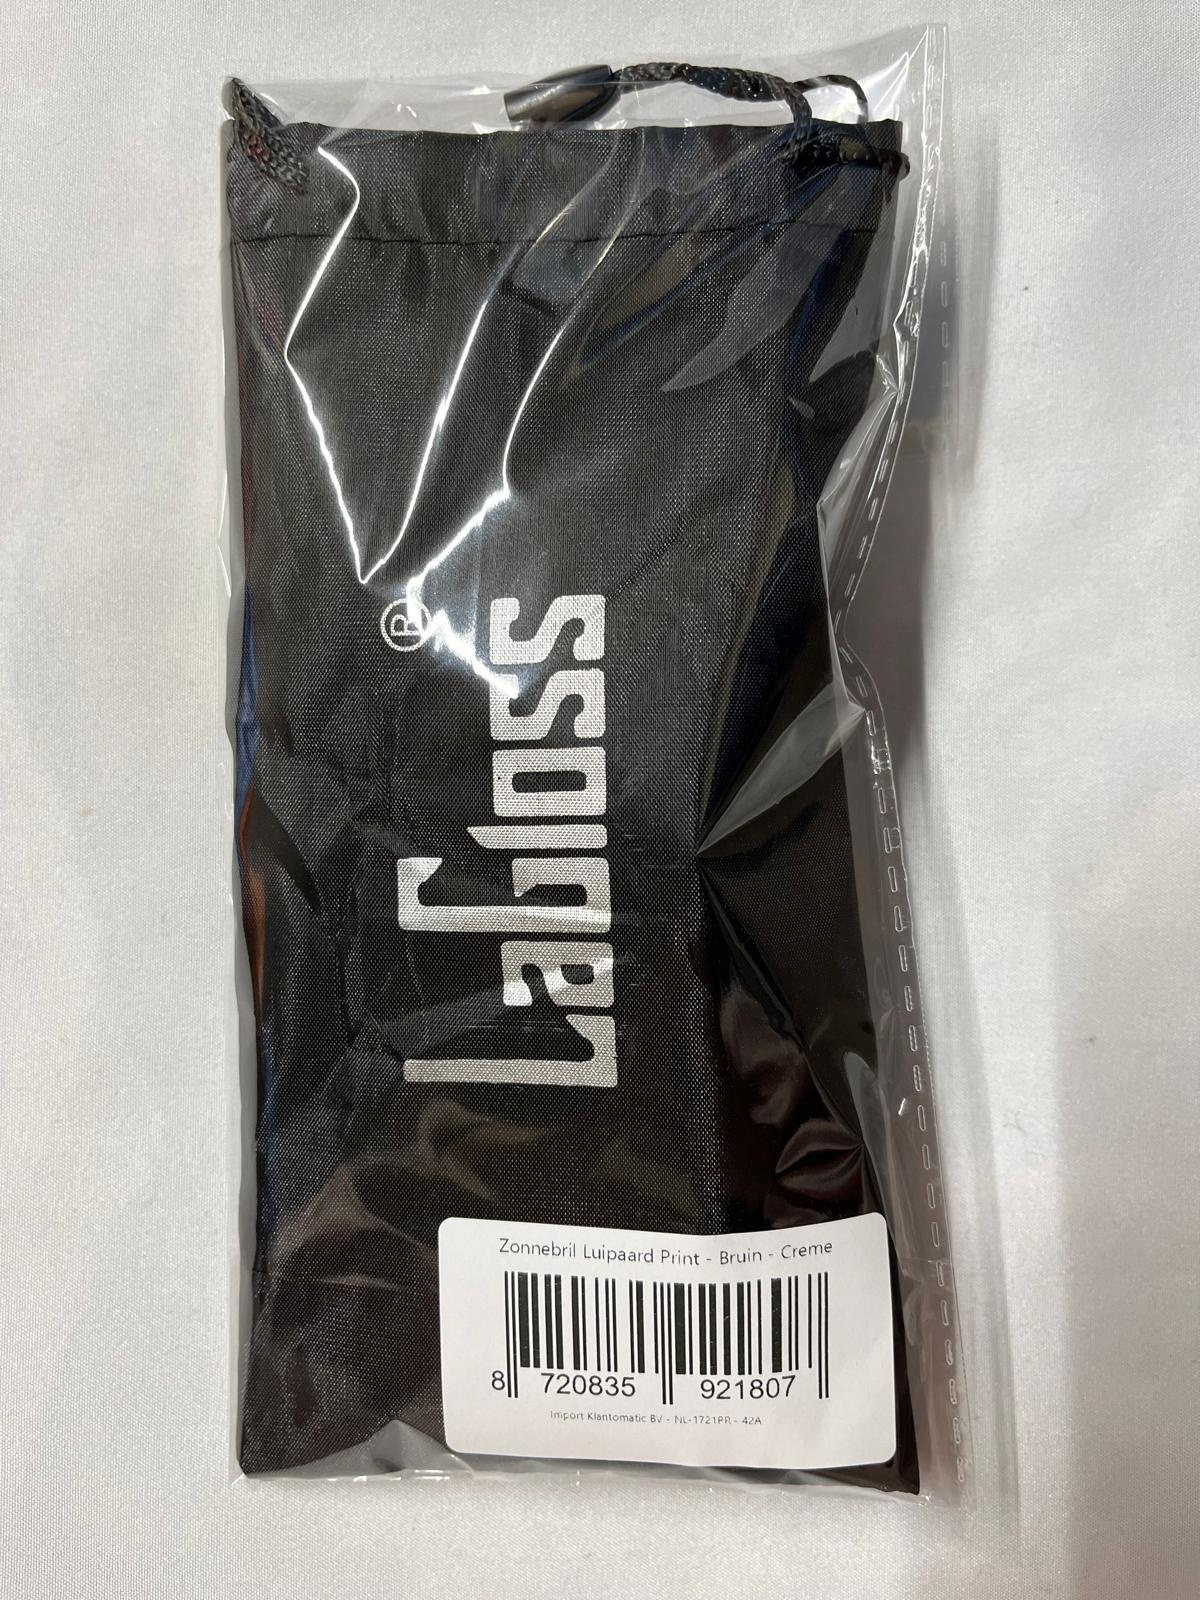 LaGloss®
Zonnebril Luipaard Print - Bruin - Creme
8 720835 921807
Import Klantomatic BV - NL-1721PR - 42A